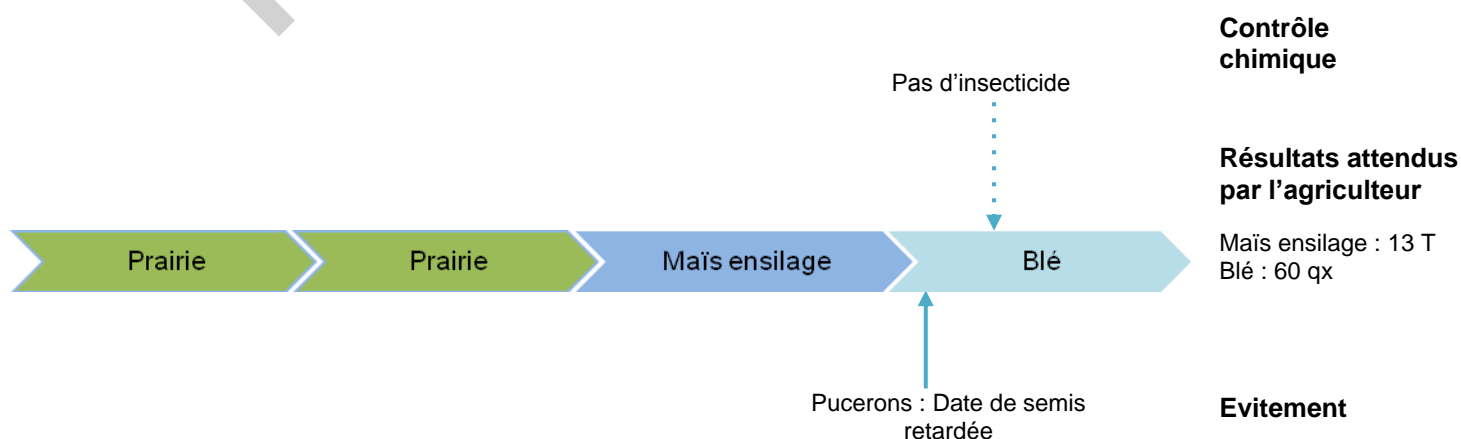 Contrôle
chimique
Pas d’insecticide
Résultats attendus
par l’agriculteur
Prairie
Prairie
Maïs ensilage
Blé
Maïs ensilage : 13 T
Blé : 60 qx
Pucerons : Date de semis
retardée
Evitement